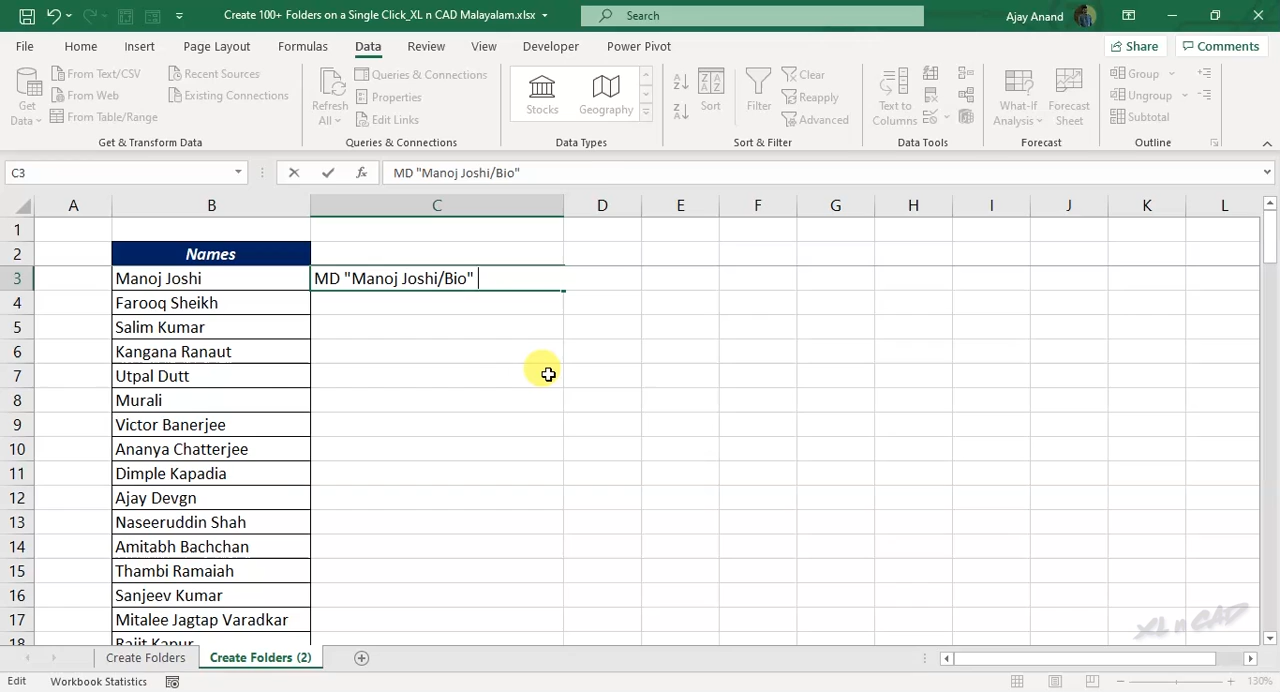 Create 100+ Folders on a Single Click_XL n CAD Malayalam.xlsx
Search
Ajay Anand
File Home Insert Page Layout Formulas Data Review View Developer Power Pivot
Share Comments
Get Data
From Text/CSV
From Web
From Table/Range
Recent Sources
Existing Connections
Get & Transform Data
Refresh All
Queries & Connections
Properties
Edit Links
Queries & Connections
Stocks Geography
Data Types
Sort
Filter
Clear
Reapply
Advanced
Sort & Filter
Text to Columns
Data Tools
What-If Analysis
Forecast Sheet
Forecast
Group
Ungroup
Subtotal
Outline
C3 fx MD "Manoj Joshi/Bio"
A B C D E F G H I J K L
1
2 Names
3 Manoj Joshi MD "Manoj Joshi/Bio"
4 Farooq Sheikh
5 Salim Kumar
6 Kangana Ranaut
7 Utpal Dutt
8 Murali
9 Victor Banerjee
10 Ananya Chatterjee
11 Dimple Kapadia
12 Ajay Devgn
13 Naseeruddin Shah
14 Amitabh Bachchan
15 Thambi Ramaiah
16 Sanjeev Kumar
17 Mitalee Jagtap Varadkar
18 Rajit Kapur
XL n CAD
Create Folders Create Folders (2)
Edit Workbook Statistics 130%